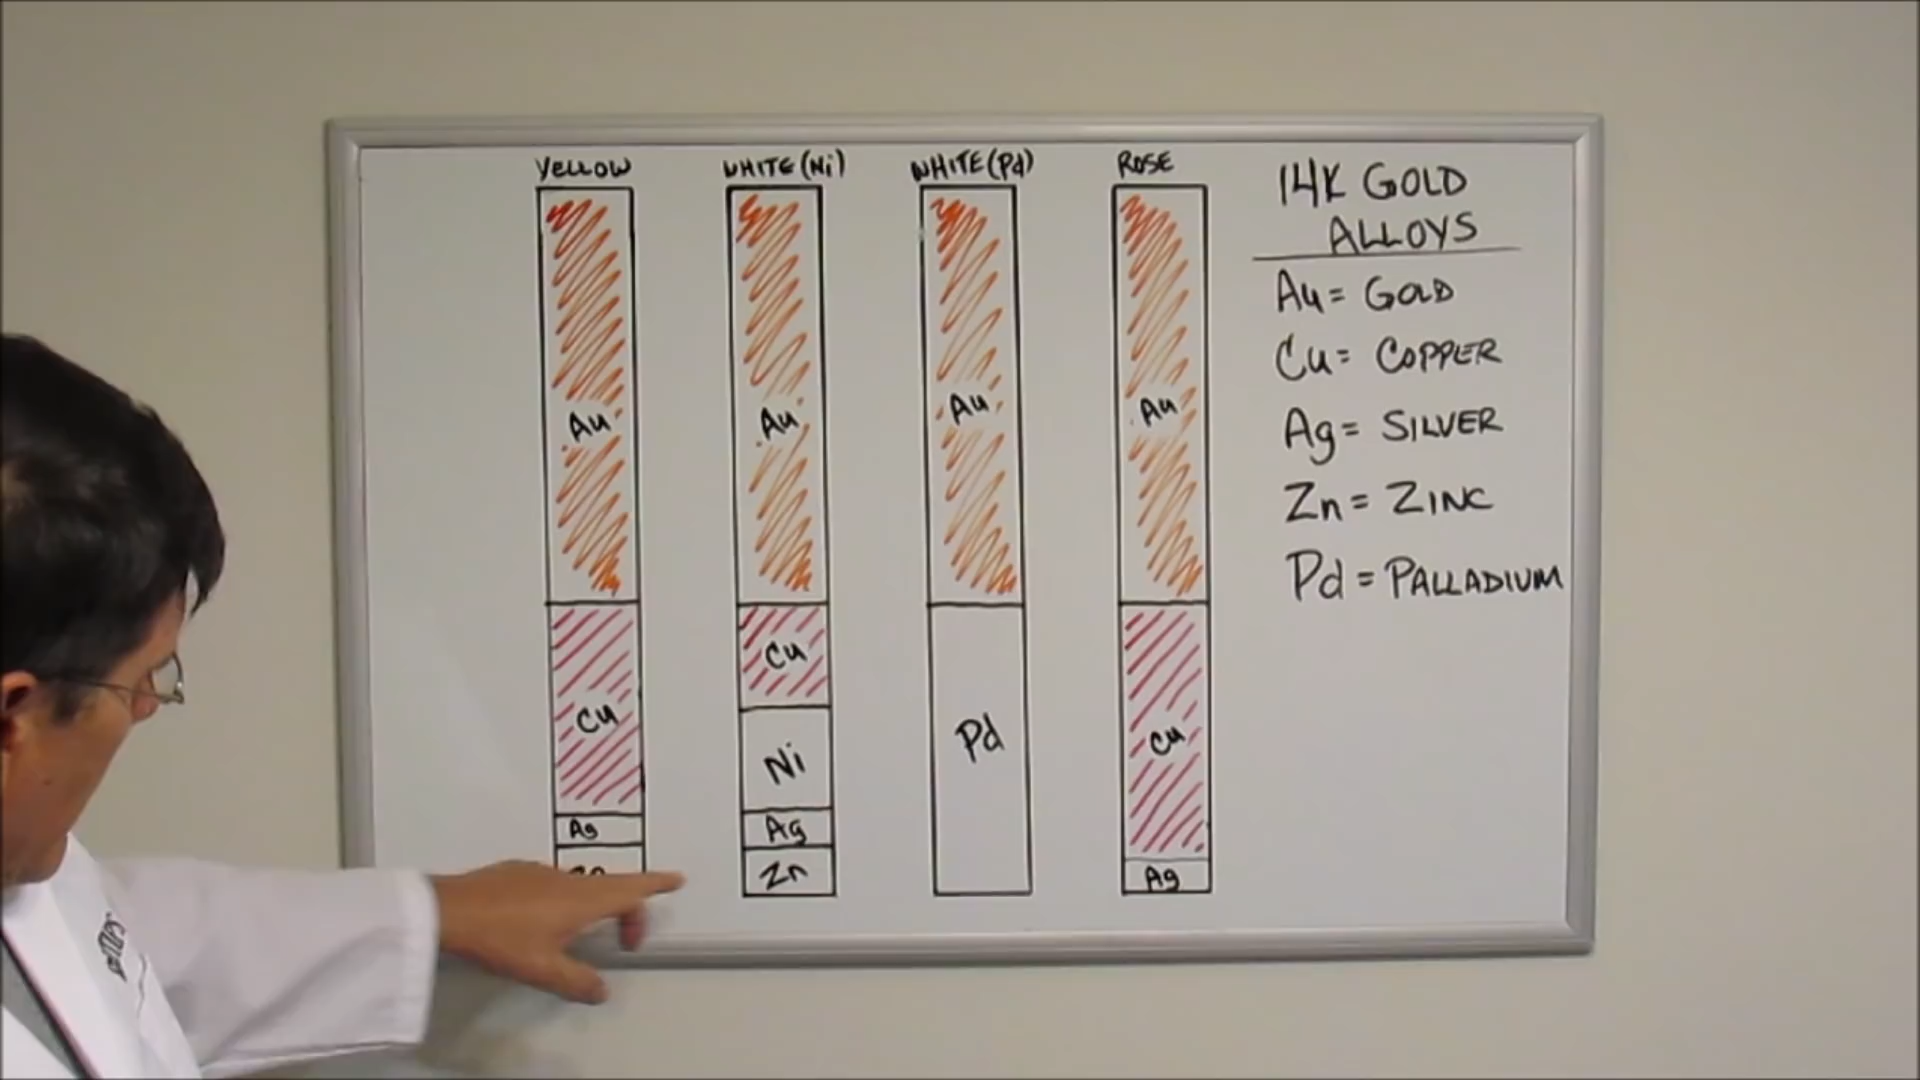 YELLOW
WHITE (Ni)
WHITE (Pd)
ROSE
Au
Cu
Ag
Au
Cu
Ni
Ag
Zn
Au
Pd
Au
Cu
Ag
14K GOLD
ALLOYS
Au = GOLD
Cu = COPPER
Ag = SILVER
Zn = ZINC
Pd = PALLADIUM